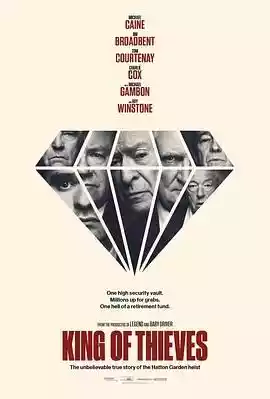 MICHAEL
CAINE
JIM
BROADBENT
TOM
COURTENAY
CHARLIE
COX
WITH MICHAEL
GAMBON
AND RAY
WINSTONE
One high security vault.
Millions up for grabs.
One hell of a retirement fund.
FROM THE PRODUCERS OF LEGEND AND BABY DRIVER
KING OF THIEVES
The unbelievable true story of the Hatton Garden heist